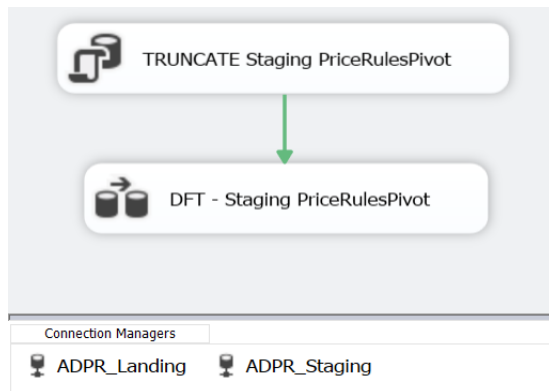 TRUNCATE Staging PriceRulesPivot
DFT - Staging PriceRulesPivot
Connection Managers
ADPR_Landing ADPR_Staging